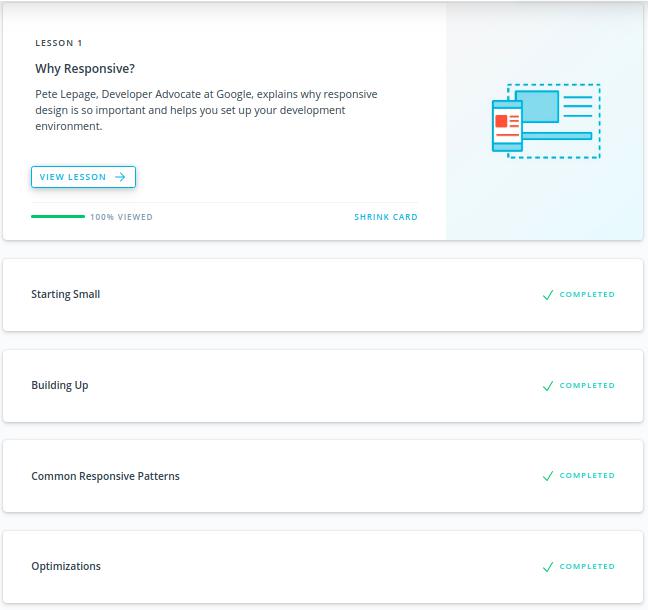 LESSON 1
Why Responsive?
Pete Lepage, Developer Advocate at Google, explains why responsive
design is so important and helps you set up your development
environment.
VIEW LESSON
100% VIEWED
SHRINK CARD
Starting Small
COMPLETED
Building Up
COMPLETED
Common Responsive Patterns
COMPLETED
Optimizations
COMPLETED